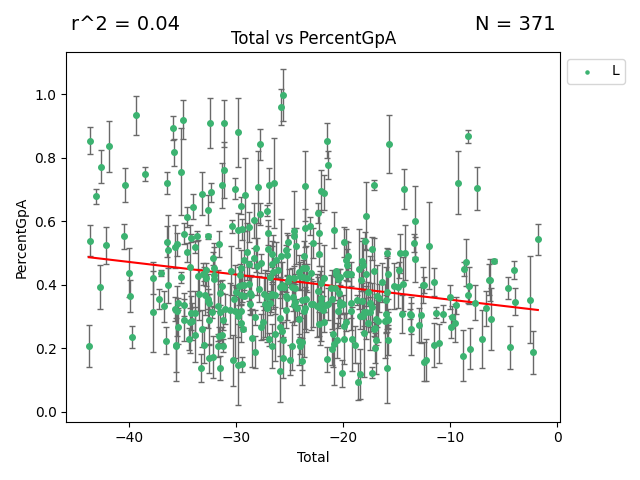 r^2 = 0.04 N = 371
Total vs PercentGpA
L
PercentGpA
1.0
0.8
0.6
0.4
0.2
0.0
−40 −30 −20 −10 0
Total